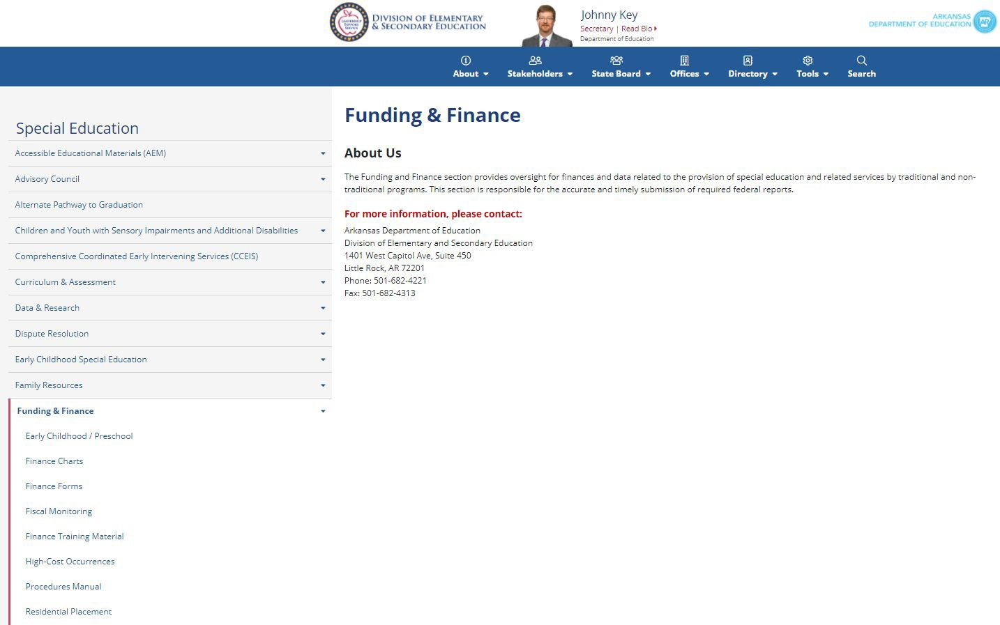 LEADERSHIP
SUPPORT
SERVICE
DIVISION OF ELEMENTARY
& SECONDARY EDUCATION
Johnny Key
Secretary | Read Bio
Department of Education
ARKANSAS
DEPARTMENT OF EDUCATION
AR
About
Stakeholders
State Board
Offices
Directory
Tools
Search
Special Education
Accessible Educational Materials (AEM)
Advisory Council
Alternate Pathway to Graduation
Children and Youth with Sensory Impairments and Additional Disabilities
Comprehensive Coordinated Early Intervening Services (CCEIS)
Curriculum & Assessment
Data & Research
Dispute Resolution
Early Childhood Special Education
Family Resources
Funding & Finance
Early Childhood / Preschool
Finance Charts
Finance Forms
Fiscal Monitoring
Finance Training Material
High-Cost Occurrences
Procedures Manual
Residential Placement
Funding & Finance
About Us
The Funding and Finance section provides oversight for finances and data related to the provision of special education and related services by traditional and non-
traditional programs. This section is responsible for the accurate and timely submission of required federal reports.
For more information, please contact:
Arkansas Department of Education
Division of Elementary and Secondary Education
1401 West Capitol Ave, Suite 450
Little Rock, AR 72201
Phone: 501-682-4221
Fax: 501-682-4313